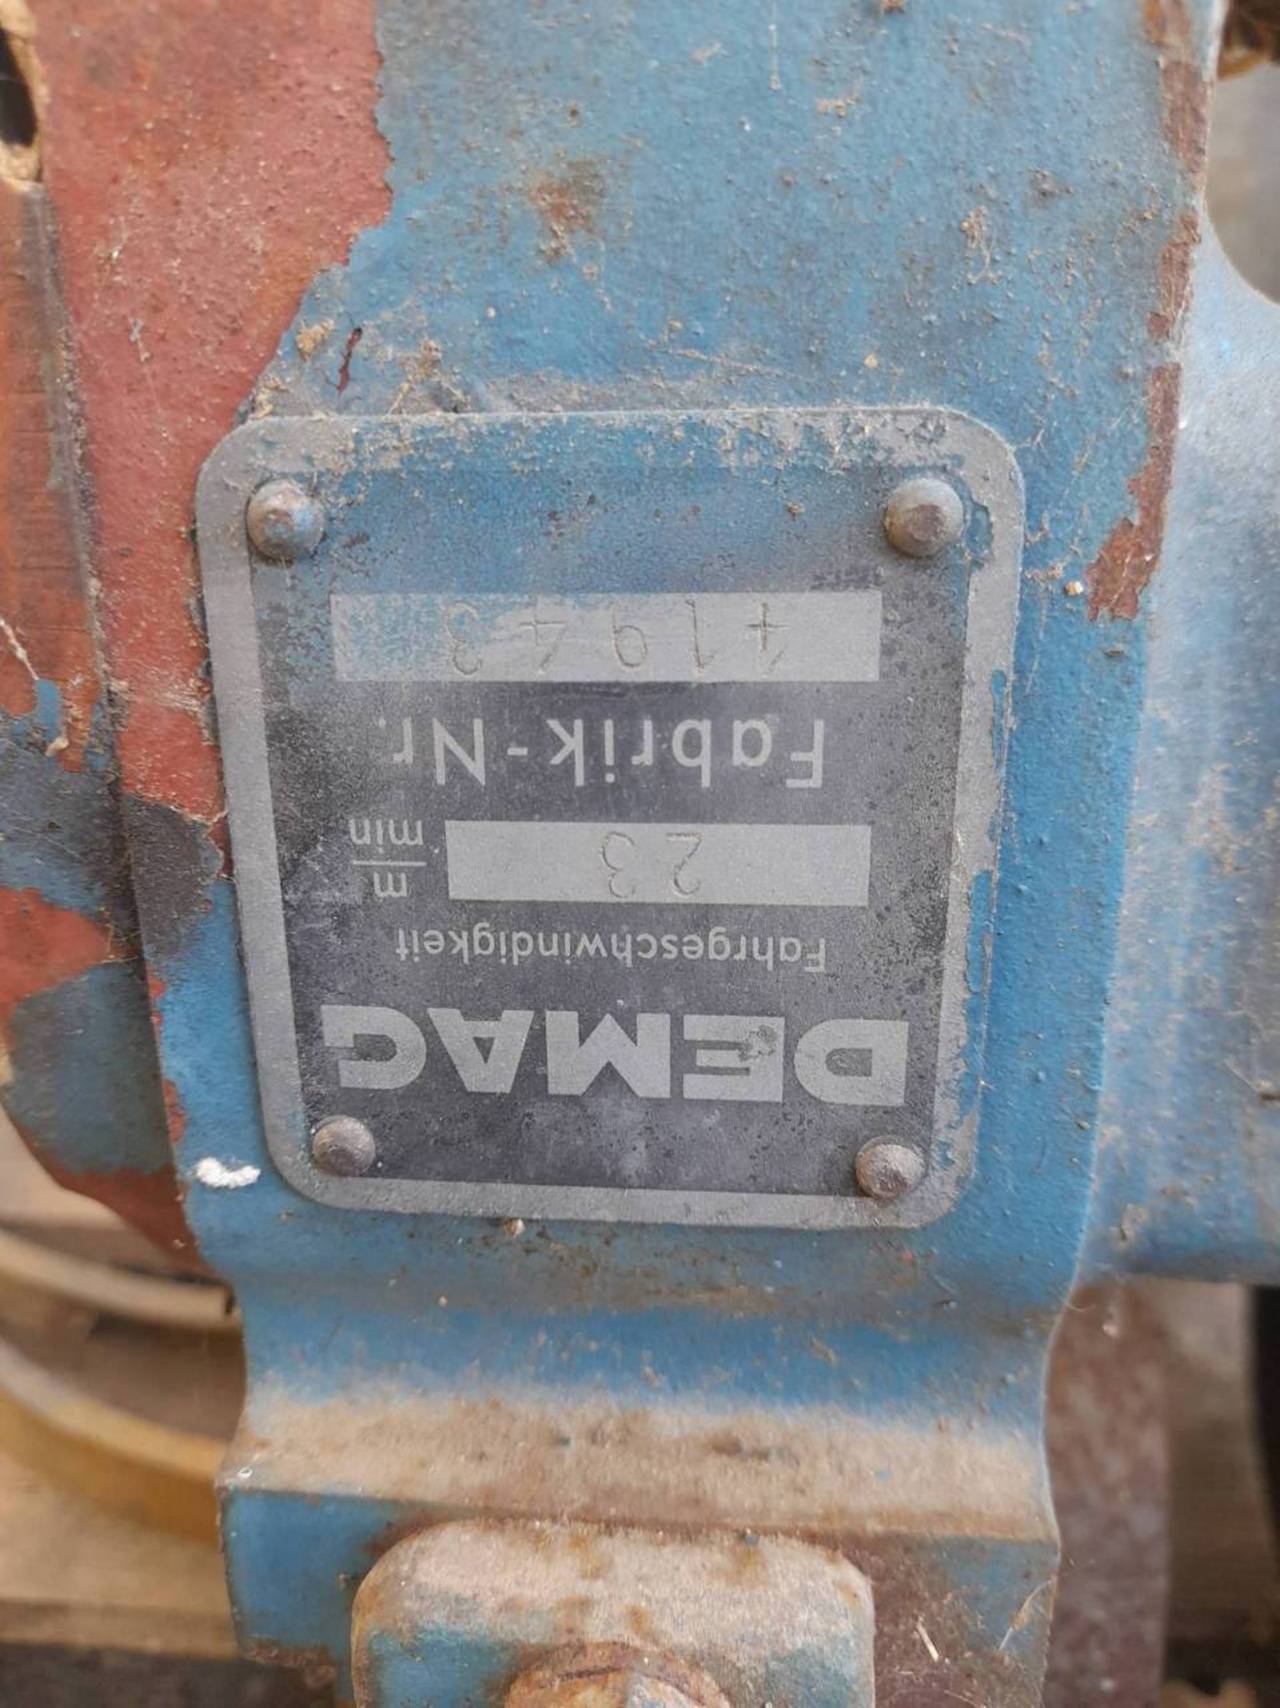 DEMAG
Fahrgeschwindigkeit
23 m/min
Fabrik-Nr.
41943